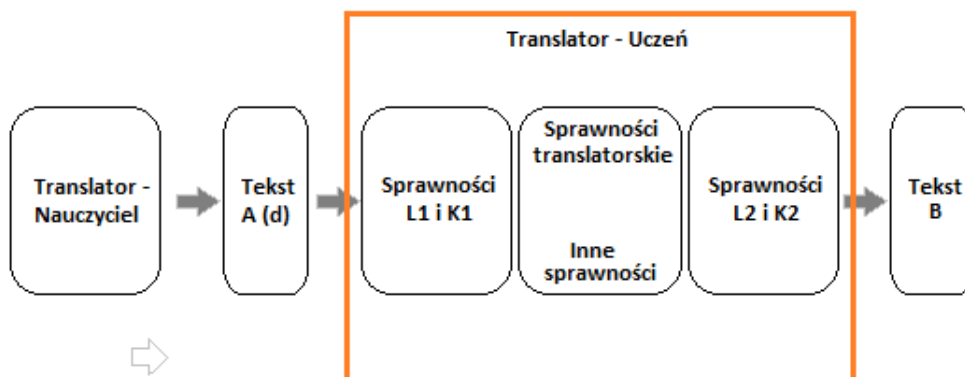 Translator - Uczeń
Translator -
Nauczyciel
Tekst
A (d)
Sprawności
L1 i K1
Sprawności
translatorskie
Inne
sprawności
Sprawności
L2 i K2
Tekst
B